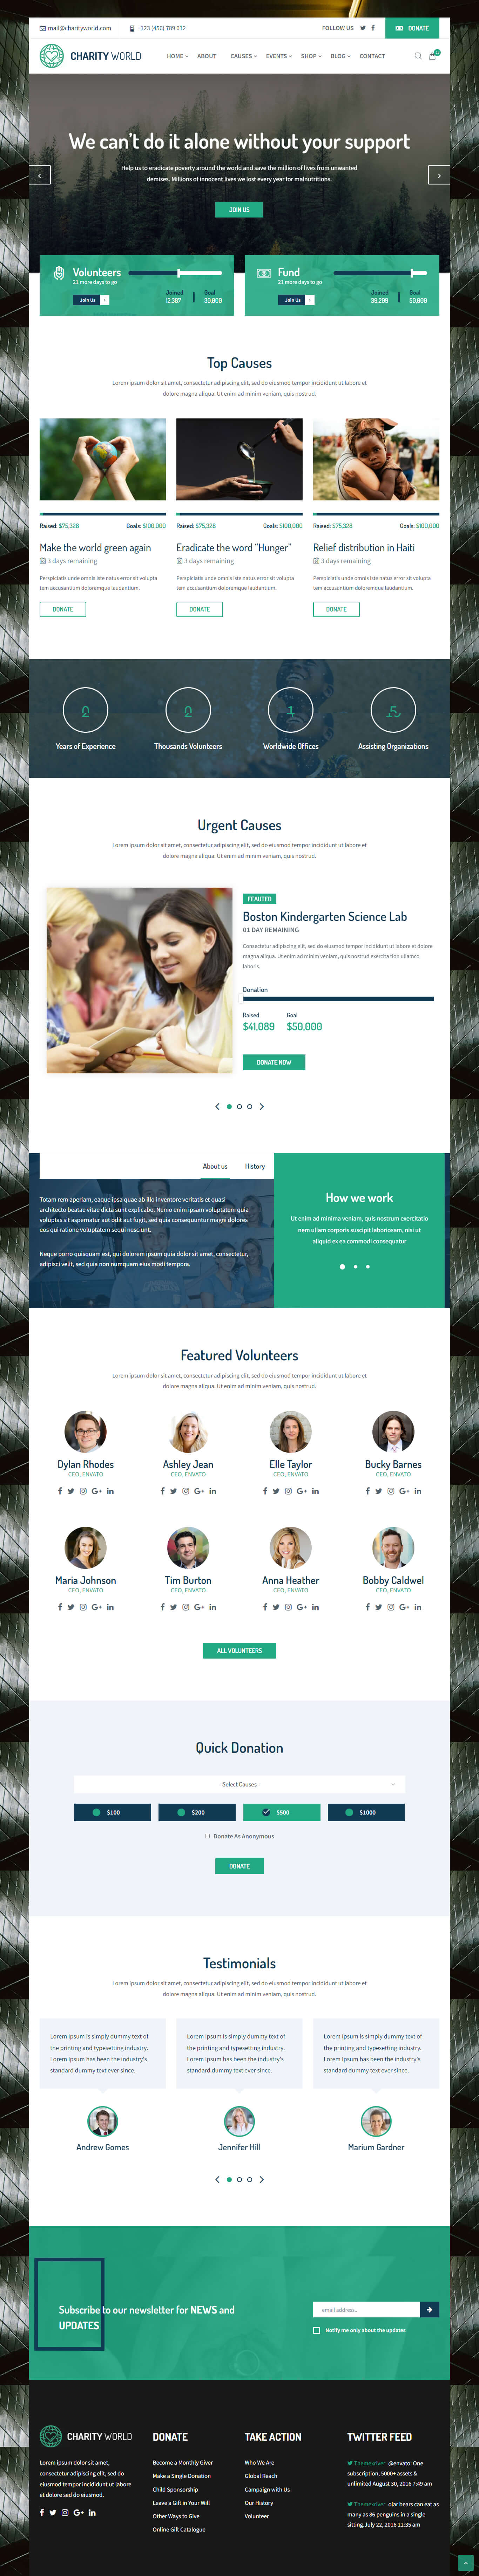 mail@charityworld.com
+123 (456) 789 012
FOLLOW US
DONATE
CHARITY WORLD
HOME
ABOUT
CAUSES
EVENTS
SHOP
BLOG
CONTACT
We can't do it alone without your support
Help us to eradicate poverty around the world and save the million of lives from unwanted
demises. Millions of innocent lives we lost every year for malnutritions.
JOIN US
Volunteers
21 more days to go
Join Us
Joined
12,387
Goal
30,000
Fund
21 more days to go
Join Us
Joined
39,209
Goal
50,000
Top Causes
Lorem ipsum dolor sit amet, consectetur adipiscing elit, sed do eiusmod tempor incididunt ut labore et
dolore magna aliqua. Ut enim ad minim veniam, quis nostrud.
Raised: $75,328
Goals: $100,000
Make the world green again
3 days remaining
Perspiciatis unde omnis iste natus error sit volupta
tem accusantium doloremque laudantium.
DONATE
Raised: $75,328
Goals: $100,000
Eradicate the word "Hunger"
3 days remaining
Perspiciatis unde omnis iste natus error sit volupta
tem accusantium doloremque laudantium.
DONATE
Raised: $75,328
Goals: $100,000
Relief distribution in Haiti
3 days remaining
Perspiciatis unde omnis iste natus error sit volupta
tem accusantium doloremque laudantium.
DONATE
Years of Experience
Thousands Volunteers
Worldwide Offices
Assisting Organizations
Urgent Causes
Lorem ipsum dolor sit amet, consectetur adipiscing elit, sed do eiusmod tempor incididunt ut labore et
dolore magna aliqua. Ut enim ad minim veniam, quis nostrud.
FEAUTED
Boston Kindergarten Science Lab
01 DAY REMAINING
Consectetur adipiscing elit, sed do eiusmod tempor incididunt ut labore et dolore
magna aliqua. Ut enim ad minim veniam, quis nostrud exercita tion ullamco
laboris.
Donation
Raised
$41,089
Goal
$50,000
DONATE NOW
About us
History
Totam rem aperiam, eaque ipsa quae ab illo inventore veritatis et quasi
architecto beatae vitae dicta sunt explicabo. Nemo enim ipsam voluptatem quia
voluptas sit aspernatur aut odit aut fugit, sed quia consequuntur magni dolores
eos qui ratione voluptatem sequi nesciunt.
Neque porro quisquam est, qui dolorem ipsum quia dolor sit amet, consectetur,
adipisci velit, sed quia non numquam eius modi tempora.
How we work
Ut enim ad minima veniam, quis nostrum exercitatio
nem ullam corporis suscipit laboriosam, nisi ut
aliquid ex ea commodi consequatur
Featured Volunteers
Lorem ipsum dolor sit amet, consectetur adipiscing elit, sed do eiusmod tempor incididunt ut labore et
dolore magna aliqua. Ut enim ad minim veniam, quis nostrud.
Dylan Rhodes
CEO, ENVATO
Ashley Jean
CEO, ENVATO
Elle Taylor
CEO, ENVATO
Bucky Barnes
CEO, ENVATO
Maria Johnson
CEO, ENVATO
Tim Burton
CEO, ENVATO
Anna Heather
CEO, ENVATO
Bobby Caldwel
CEO, ENVATO
ALL VOLUNTEERS
Quick Donation
- Select Causes -
$100
$200
$500
$1000
Donate As Anonymous
DONATE
Testimonials
Lorem ipsum dolor sit amet, consectetur adipiscing elit, sed do eiusmod tempor incididunt ut labore et
dolore magna aliqua. Ut enim ad minim veniam, quis nostrud.
Lorem Ipsum is simply dummy text of
the printing and typesetting industry.
Lorem Ipsum has been the industry's
standard dummy text ever since.
Andrew Gomes
Lorem Ipsum is simply dummy text of
the printing and typesetting industry.
Lorem Ipsum has been the industry's
standard dummy text ever since.
Jennifer Hill
Lorem Ipsum is simply dummy text of
the printing and typesetting industry.
Lorem Ipsum has been the industry's
standard dummy text ever since.
Marium Gardner
Subscribe to our newsletter for NEWS and
UPDATES
email address..
Notify me only about the updates
CHARITY WORLD
Lorem ipsum dolor sit amet,
consectetur adipiscing elit, sed do
eiusmod tempor incididunt ut labore
et dolore sed do eiusmod.
DONATE
Become a Monthly Giver
Make a Single Donation
Child Sponsorship
Leave a Gift in Your Will
Other Ways to Give
Online Gift Catalogue
TAKE ACTION
Who We Are
Global Reach
Campaign with Us
Our History
Volunteer
TWITTER FEED
Themexriver @envato: One
subscription, 5000+ assets &
unlimited August 30, 2016 7:49 am
Themexriver olar bears can eat as
many as 86 penguins in a single
sitting.July 22, 2016 11:35 am